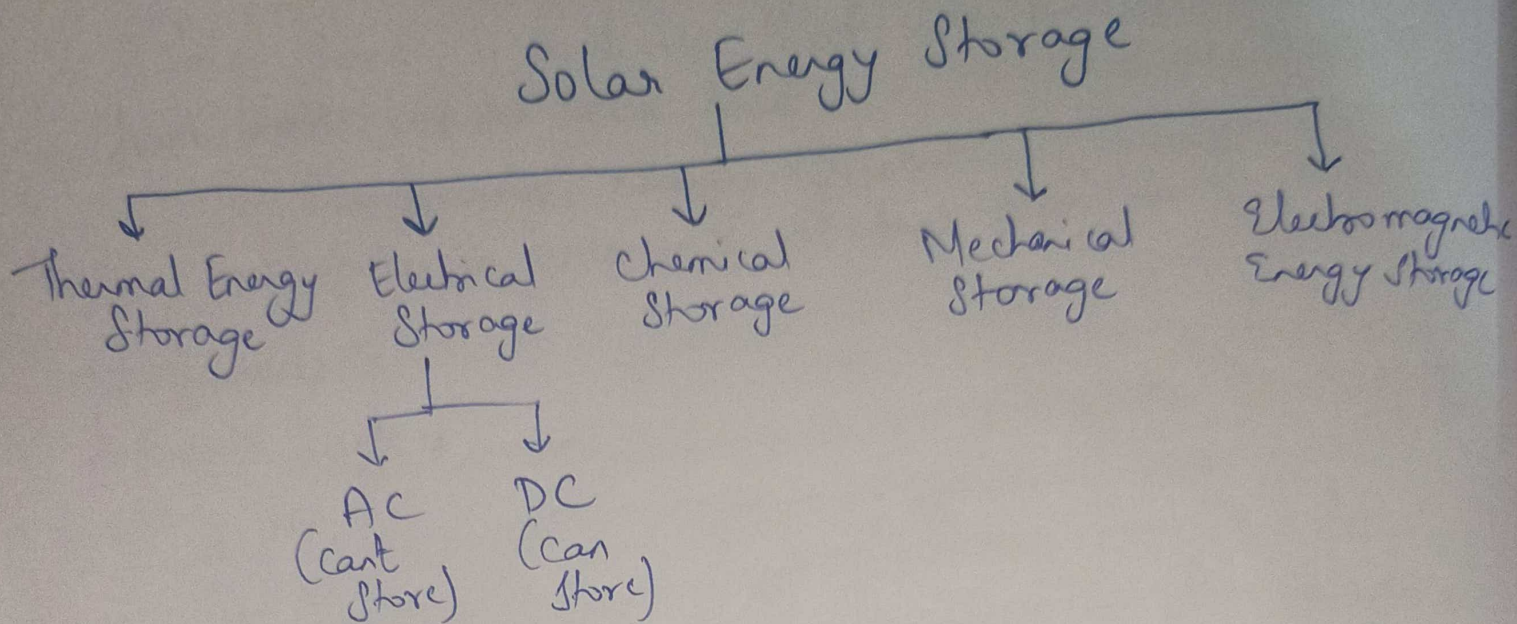 Solar Energy Storage
Thermal Energy
Storage
Electrical
Storage
Chemical
Storage
Mechanical
Storage
Electromagnetic
Energy Storage
AC
(Cant
Store)
DC
(Can
Store)